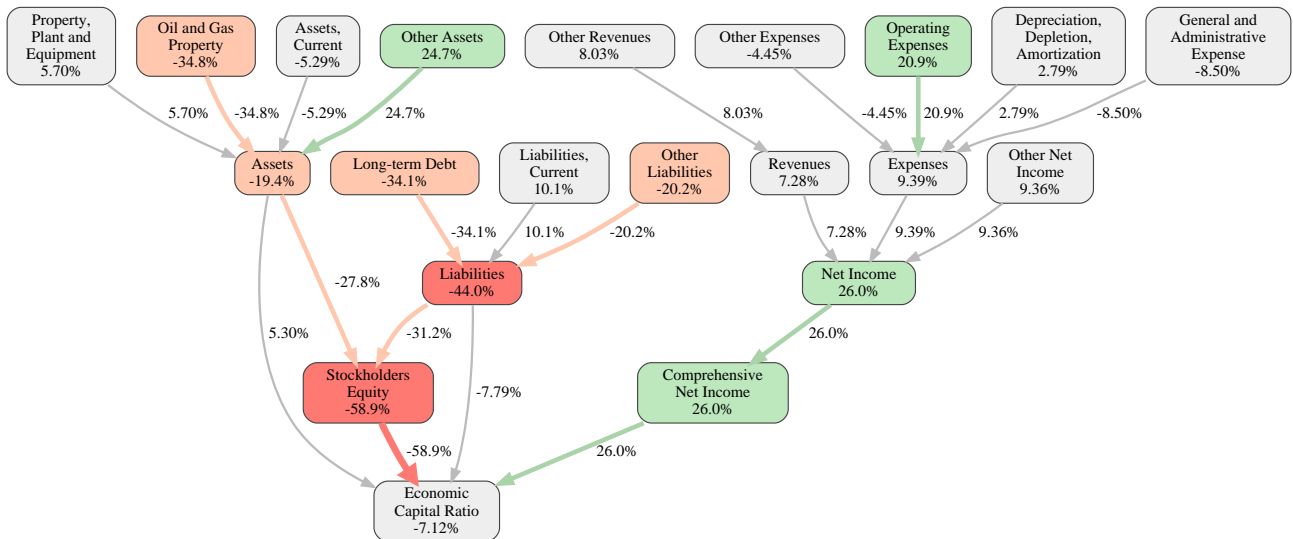 Property,
Plant and
Equipment
5.70%
Oil and Gas
Property
-34.8%
Assets,
Current
-5.29%
Other Assets
24.7%
Other Revenues
8.03%
Other Expenses
-4.45%
Operating
Expenses
20.9%
Depreciation,
Depletion,
Amortization
2.79%
General and
Administrative
Expense
-8.50%
5.70%
-34.8%
-5.29%
24.7%
8.03%
-4.45%
20.9%
2.79%
-8.50%
Assets
-19.4%
Long-term Debt
-34.1%
Liabilities,
Current
10.1%
Other
Liabilities
-20.2%
Revenues
7.28%
Expenses
9.39%
Other Net
Income
9.36%
-34.1%
10.1%
-20.2%
7.28%
9.39%
9.36%
-27.8%
Liabilities
-44.0%
Net Income
26.0%
5.30%
-31.2%
26.0%
Stockholders
Equity
-58.9%
-7.79%
Comprehensive
Net Income
26.0%
-58.9%
26.0%
Economic
Capital Ratio
-7.12%